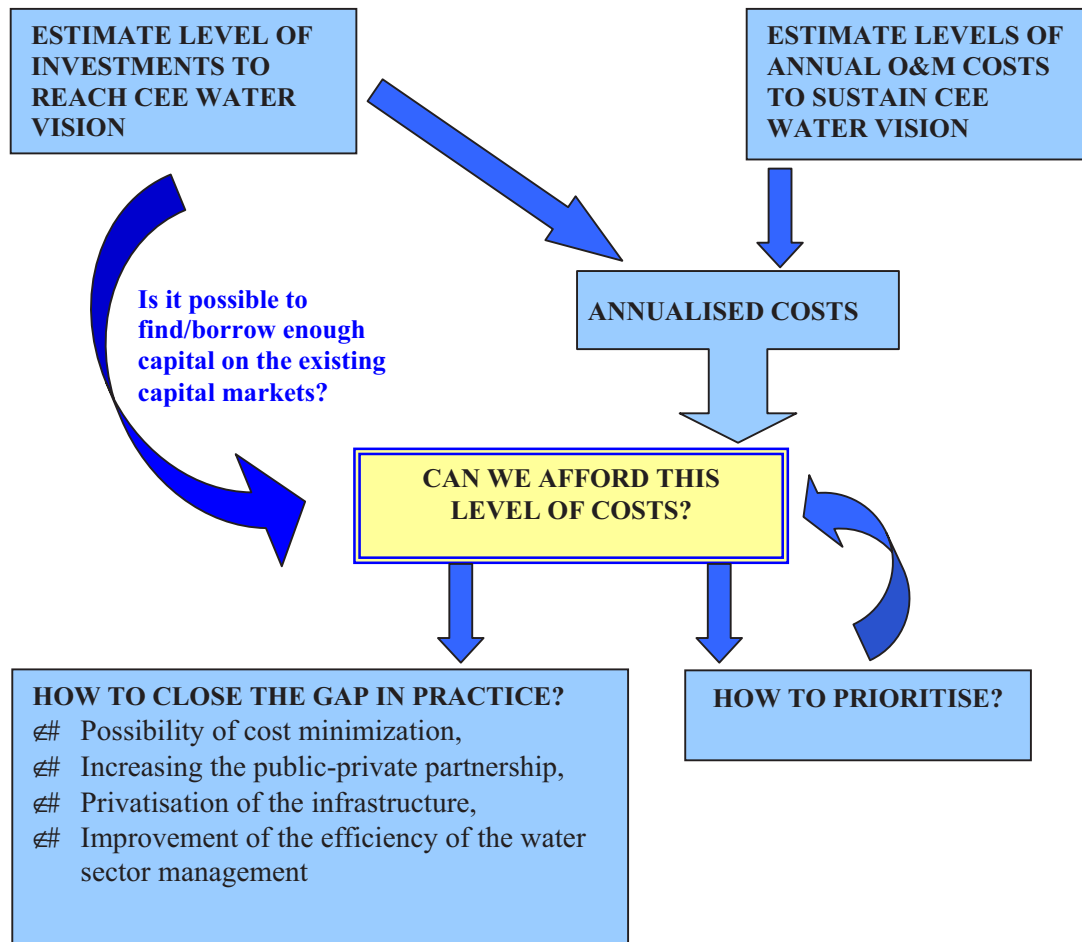 ESTIMATE LEVEL OF
INVESTMENTS TO
REACH CEE WATER
VISION
ESTIMATE LEVELS OF
ANNUAL O&M COSTS
TO SUSTAIN CEE
WATER VISION
Is it possible to
find/borrow enough
capital on the existing
capital markets?
ANNUALISED COSTS
CAN WE AFFORD THIS
LEVEL OF COSTS?
HOW TO CLOSE THE GAP IN PRACTICE?
∉# Possibility of cost minimization,
∉# Increasing the public-private partnership,
∉# Privatisation of the infrastructure,
∉# Improvement of the efficiency of the water
sector management
HOW TO PRIORITISE?